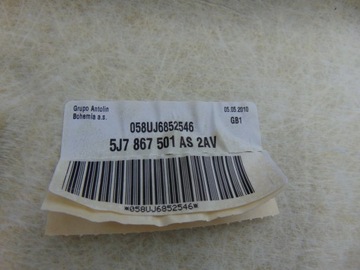 Grupo Antolin
Bohemia a.s.
05.05.2010
GB1
058UJ6852546
5J7 867 501 AS 2AV
*058UJ6852546*